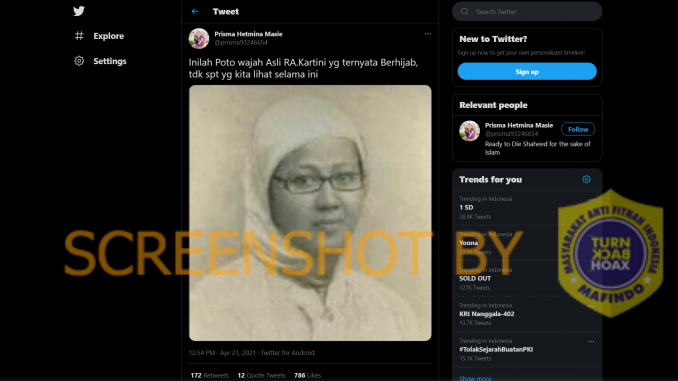 Tweet
Explore
Settings
Prisma Hetmina Masie
@prisma93246654
Inilah Poto wajah Asli RA.Kartini yg ternyata Berhijab,
tdk spt yg kita lihat selama ini
12:54 PM · Apr 21, 2021 · Twitter for Android
172 Retweets 12 Quote Tweets 786 Likes
Search Twitter
New to Twitter?
Sign up now to get your own personalized timeline!
Sign up
Relevant people
Prisma Hetmina Masie
@prisma93246654
Follow
Ready to Die Shaheed for the sake of
Islam
Trends for you
Trending in Indonesia
1 SD
38.9K Tweets
Trending in Indonesia
Yoona
Tweets
Trending in Indonesia
SOLD OUT
127K Tweets
Trending in Indonesia
KRI Nanggala-402
13.7K Tweets
Trending in Indonesia
#TolakSejarahBuatanPKI
15.1K Tweets
Show more
SCREENSHOT BY
MASYARAKAT ANTI FITNAH INDONESIA
TURN
BACK
HOAX
MAFINDO